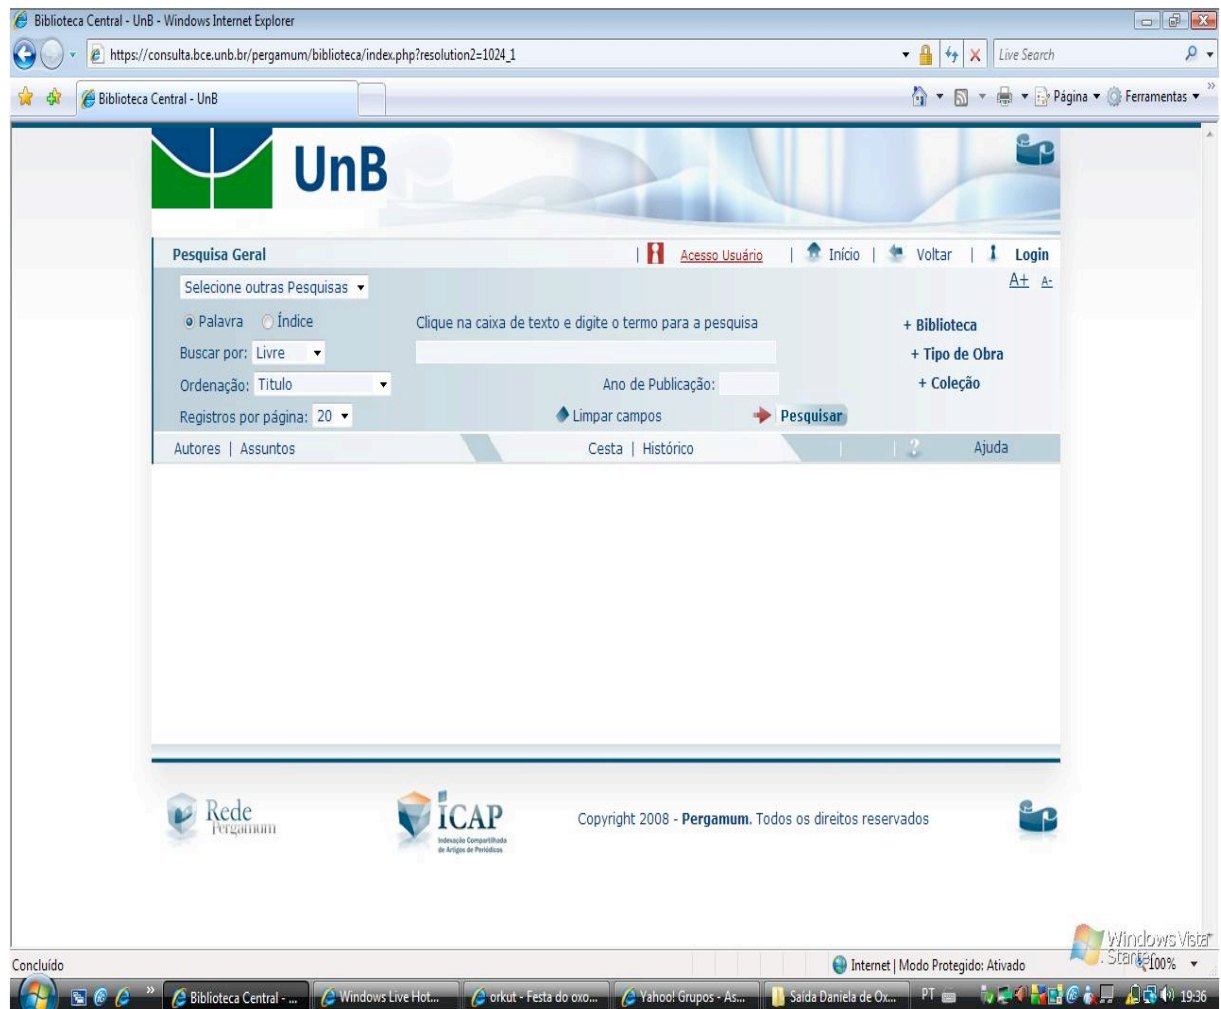 Biblioteca Central - UnB - Windows Internet Explorer
https://consulta.bce.unb.br/pergamum/biblioteca/index.php?resolution2=1024_1
Live Search
Biblioteca Central - UnB
Página
Ferramentas
UnB
Pesquisa Geral | Acesso Usuário | Início | Voltar | Login
Selecione outras Pesquisas
A+ A-
Palavra Índice
Clique na caixa de texto e digite o termo para a pesquisa
+ Biblioteca
Buscar por: Livre
+ Tipo de Obra
Ordenação: Titulo
Ano de Publicação:
+ Coleção
Registros por página: 20
Limpar campos
Pesquisar
Autores | Assuntos
Cesta | Histórico
Ajuda
Rede
Pergamum
ICAP
Indexação Compartilhada
de Artigos de Periódicos
Copyright 2008 - Pergamum. Todos os direitos reservados
Windows Vista™
Starter
Concluído
Internet | Modo Protegido: Ativado
100%
Biblioteca Central - ...
Windows Live Hot...
orkut - Festa do oxo...
Yahoo! Grupos - As...
Saída Daniela de Ox...
PT
19:36